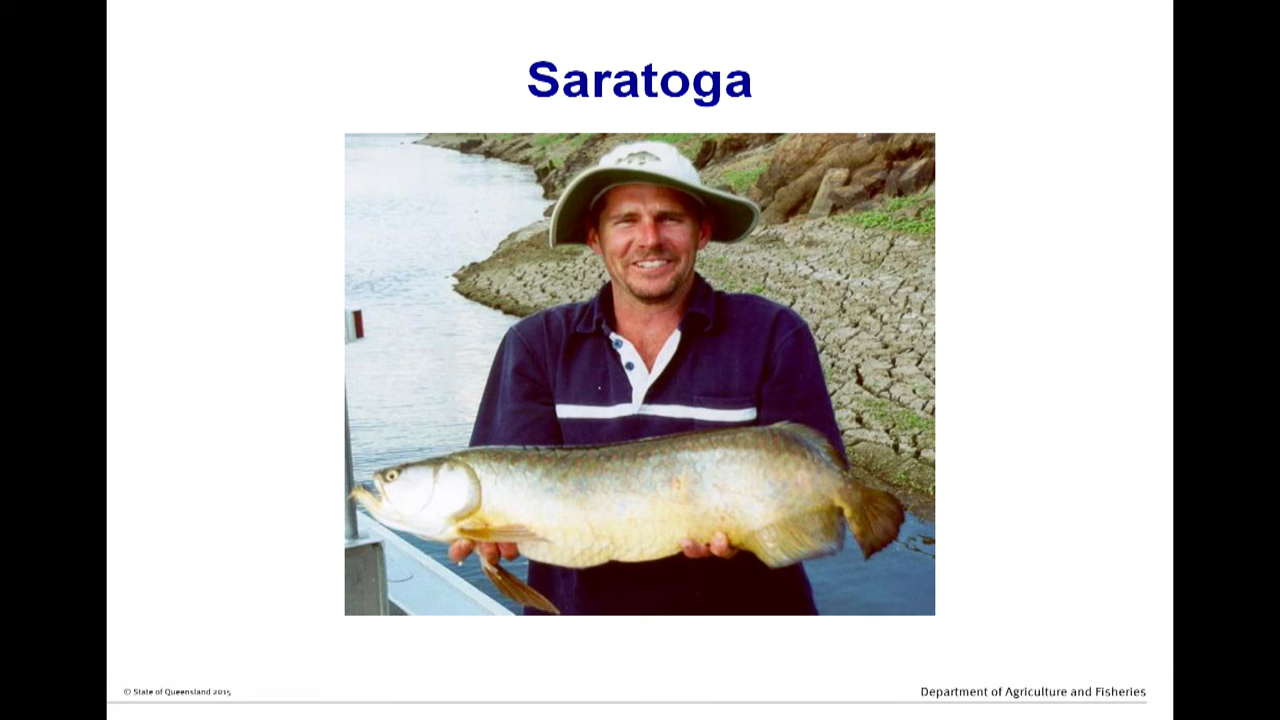 Saratoga
© State of Queensland 2015
Department of Agriculture and Fisheries